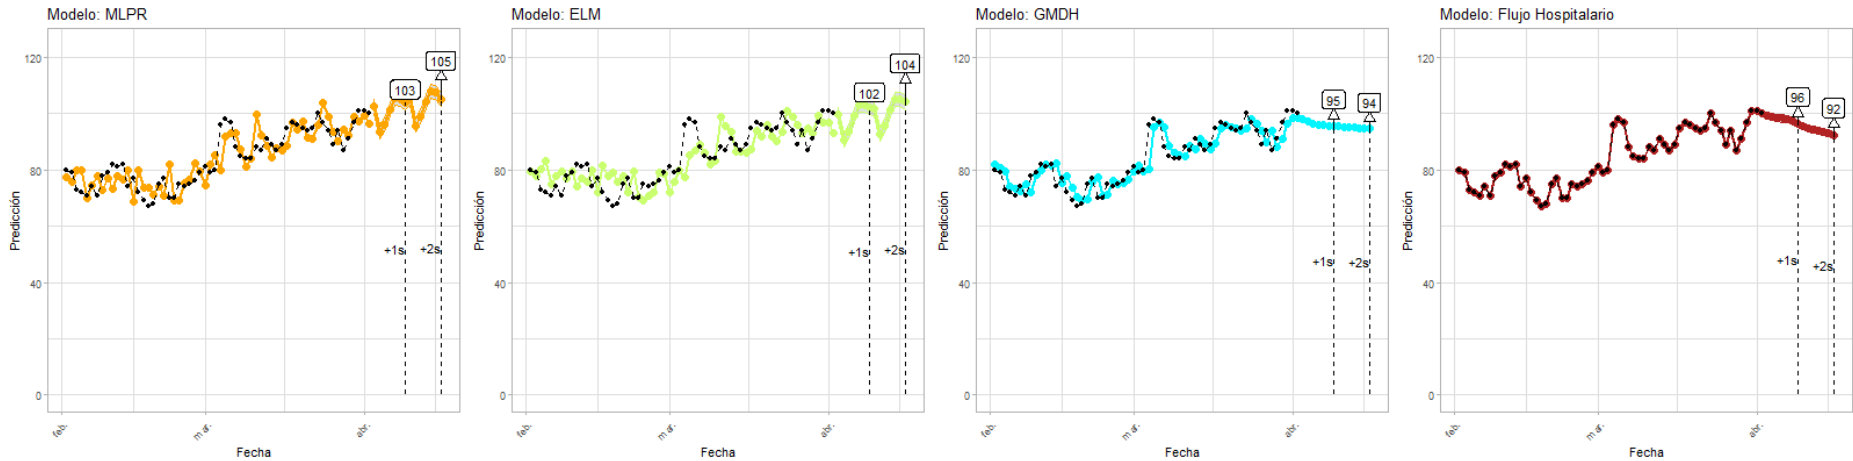 Modelo: MLPR
120
80
40
0
Predicción
103
105
+1s
+2s
feb.
mar.
abr.
Fecha
Modelo: ELM
120
80
40
0
Predicción
102
104
+1s
+2s
feb.
mar.
abr.
Fecha
Modelo: GMDH
120
80
40
0
Predicción
95
94
+1s
+2s
feb.
mar.
abr.
Fecha
Modelo: Flujo Hospitalario
120
80
40
0
Predicción
96
92
+1s
+2s
feb.
mar.
abr.
Fecha